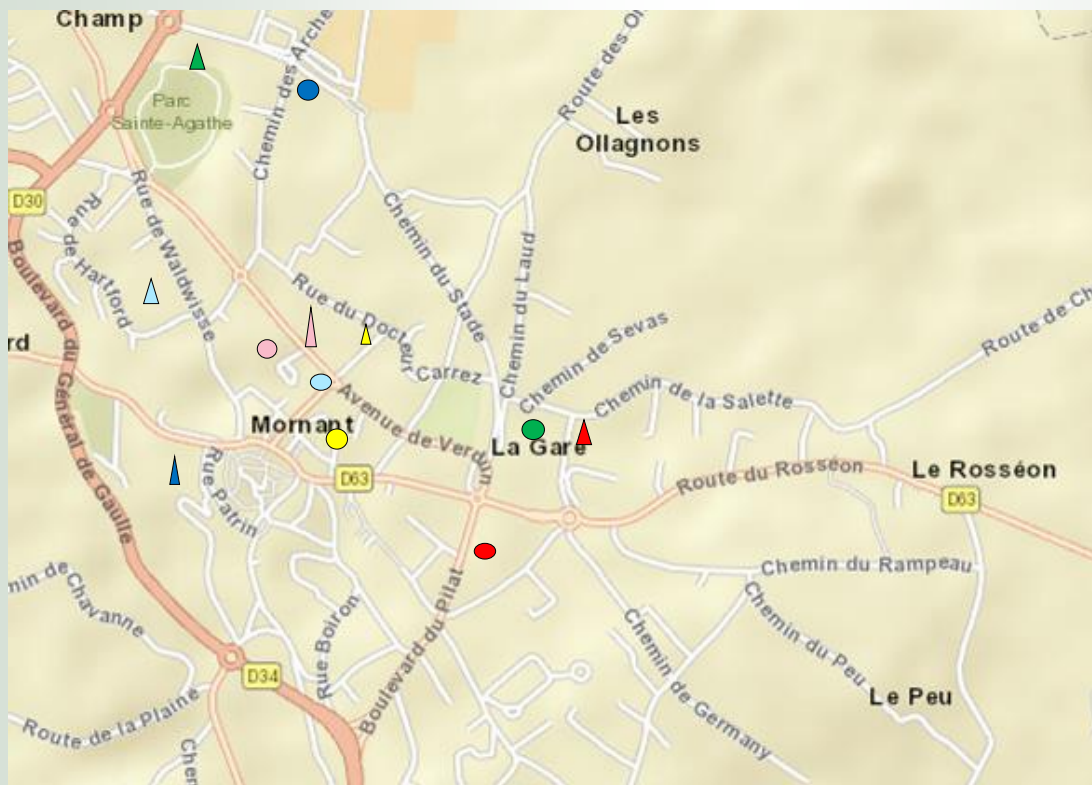 Champ
Chemin des Arche
Route des Ol
Parc
Sainte-Agathe
Les
Ollagnons
D30
Rue de Hartford
Rue de Waldwisse
Chemin du Stade
Chemin du Laud
Boulevard du Général de Gaulle
Rue du Docteur Carrez
Chemin de Sevas
Route de Ch
rd
Chemin de la Salette
Avenue de Verdun
Mornant
La Gare
D63
Rue Patrin
Route du Rosséon
Le Rosséon
D63
Chemin du Rampeau
min de Chavanne
Rue Boiron
Boulevard du Pilat
Chemin de Germany
Chemin du Peu
Le Peu
D34
Route de la Plaine
Cher